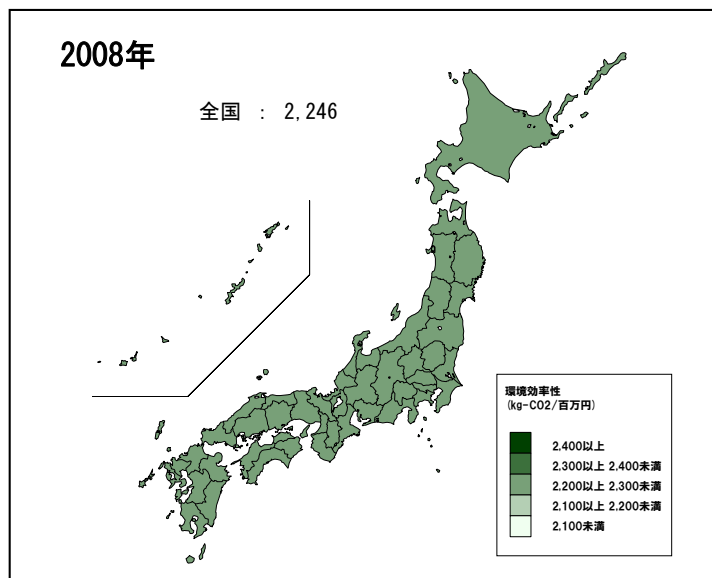 2008年
全国 : 2,246
環境効率性
(kg-CO2/百万円)
2,400以上
2,300以上 2,400未満
2,200以上 2,300未満
2,100以上 2,200未満
2,100未満